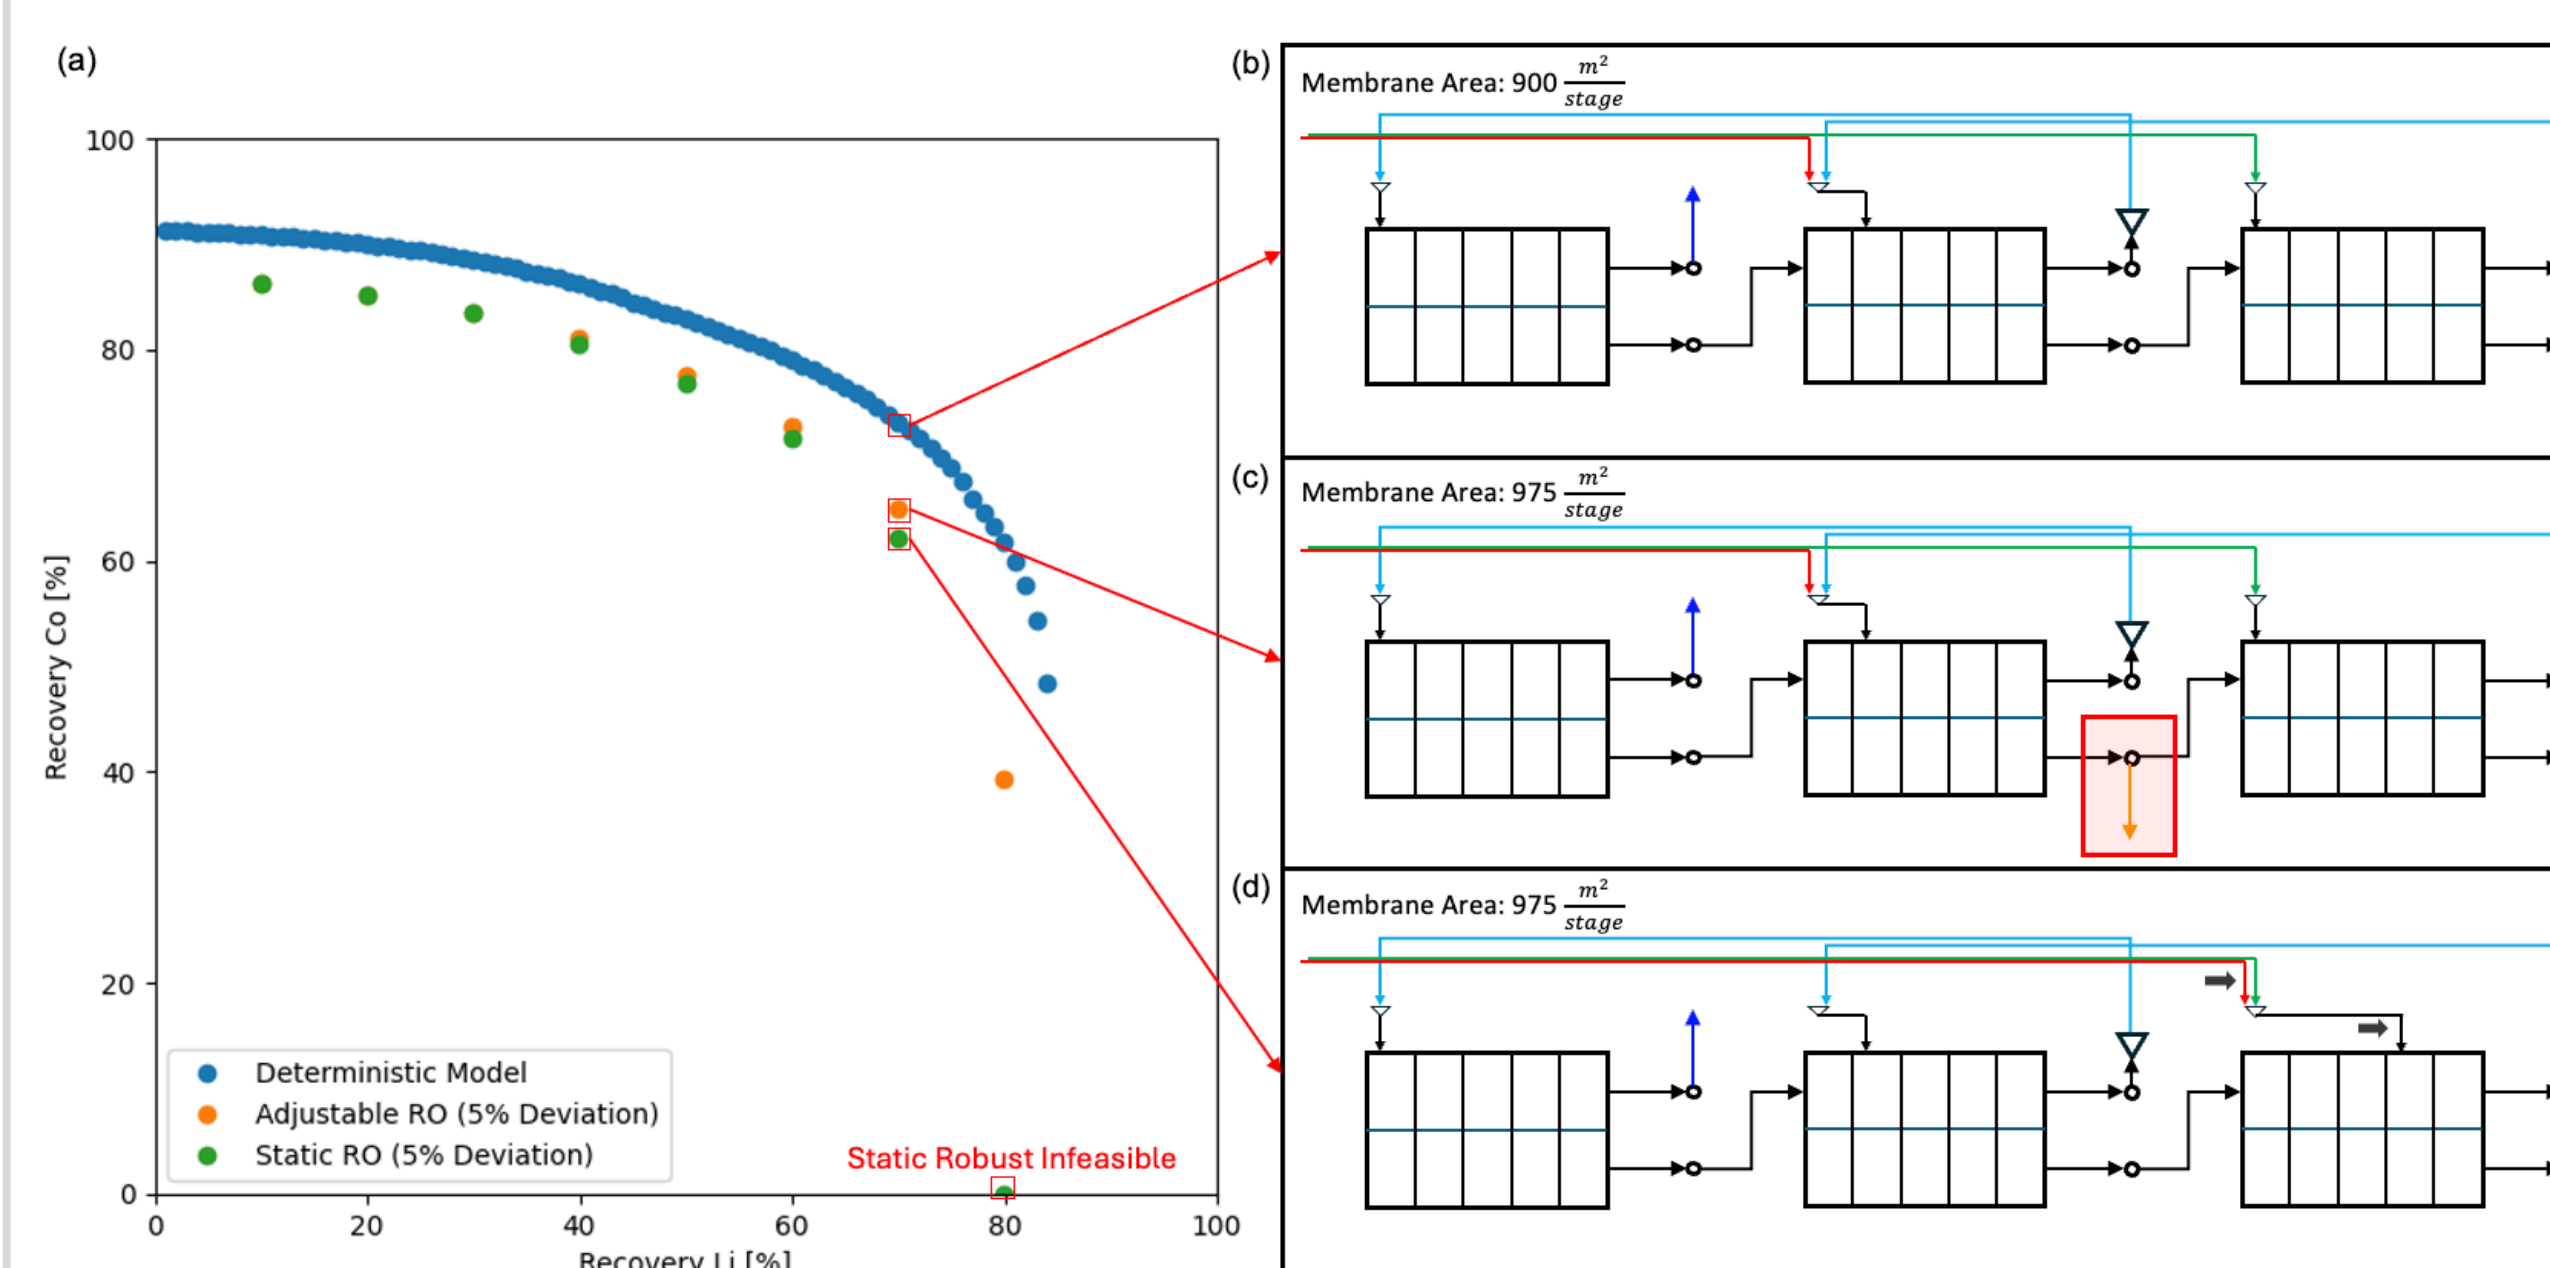 (a)
100
80
60
40
20
0
0 20 40 60 80 100
Recovery Co [%]
Recovery Li [%]
Deterministic Model
Adjustable RO (5% Deviation)
Static RO (5% Deviation)
Static Robust Infeasible
(b)
Membrane Area: 900 m²/stage
(c)
Membrane Area: 975 m²/stage
(d)
Membrane Area: 975 m²/stage